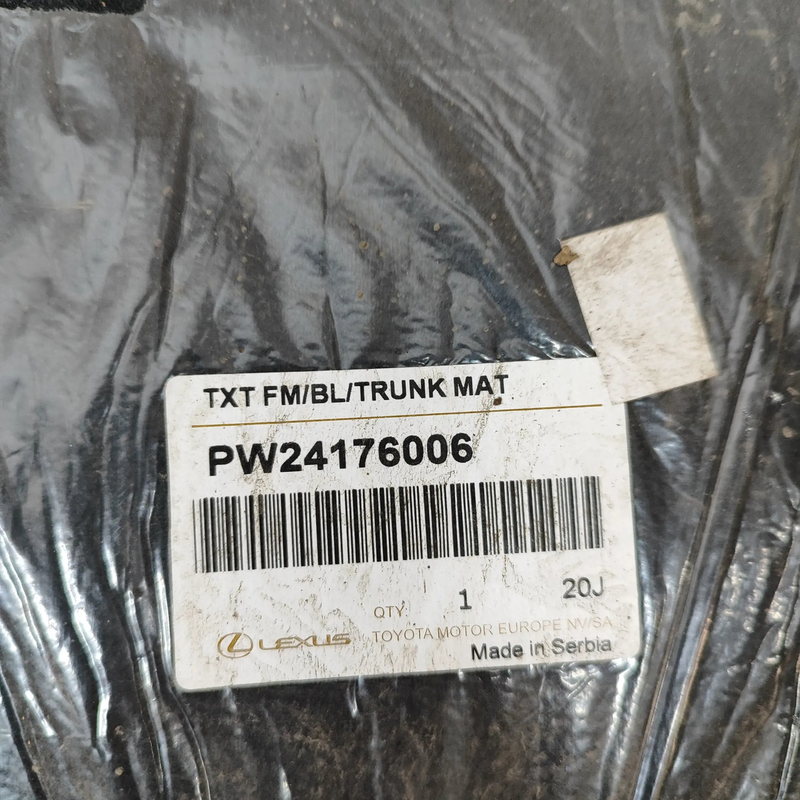 TXT FM/BL/TRUNK MAT
PW24176006
QTY. 1 20J
LEXUS TOYOTA MOTOR EUROPE NV/SA
Made in Serbia